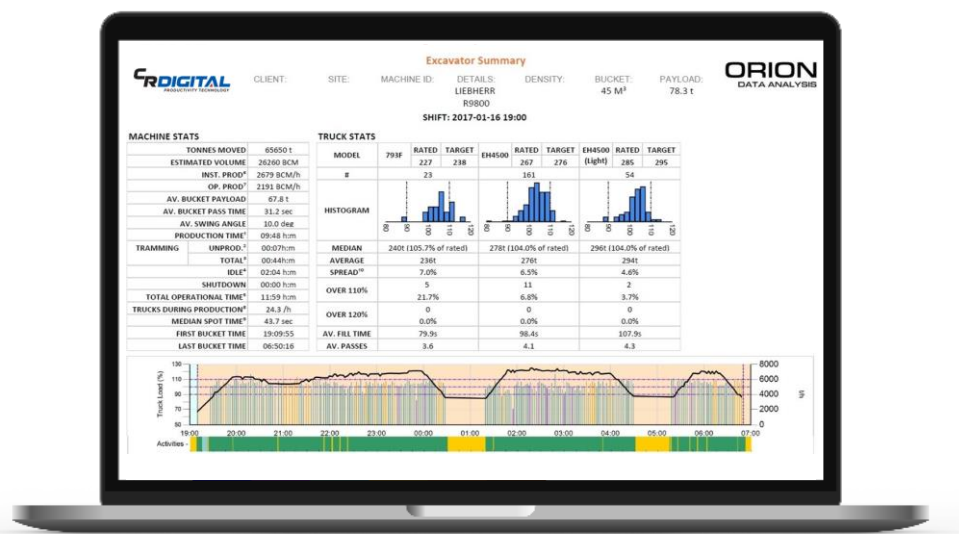 Excavator Summary
CRDIGITAL
PRODUCTIVITY TECHNOLOGY
CLIENT: SITE: MACHINE ID: DETAILS: DENSITY: BUCKET: PAYLOAD:
LIEBHERR 45 M³ 78.3 t
R9800
ORION
DATA ANALYSIS
SHIFT: 2017-01-16 19:00
MACHINE STATS
TONNES MOVED 65650 t
ESTIMATED VOLUME 26260 BCM
INST. PROD⁶ 2679 BCM/h
OP. PROD⁷ 2191 BCM/h
AV. BUCKET PAYLOAD 67.8 t
AV. BUCKET PASS TIME 31.2 sec
AV. SWING ANGLE 10.0 deg
PRODUCTION TIME¹ 09:48 h:m
TRAMMING UNPROD.² 00:07h:m
TOTAL³ 00:44h:m
IDLE⁴ 02:04 h:m
SHUTDOWN 00:00 h:m
TOTAL OPERATIONAL TIME⁵ 11:59 h:m
TRUCKS DURING PRODUCTION⁸ 24.3 /h
MEDIAN SPOT TIME⁹ 43.7 sec
FIRST BUCKET TIME 19:09:55
LAST BUCKET TIME 06:50:16
TRUCK STATS
MODEL 793F RATED TARGET EH4500 RATED TARGET EH4500 RATED TARGET
227 238 267 276 (Light) 285 295
# 23 161 54
HISTOGRAM
80 90 100 110 120 80 90 100 110 120 80 90 100 110 120
MEDIAN 240t (105.7% of rated) 278t (104.0% of rated) 296t (104.0% of rated)
AVERAGE 236t 276t 294t
SPREAD¹⁰ 7.0% 6.5% 4.6%
OVER 110% 5 11 2
21.7% 6.8% 3.7%
OVER 120% 0 0 0
0.0% 0.0% 0.0%
AV. FILL TIME 79.9s 98.4s 107.9s
AV. PASSES 3.6 4.1 4.3
Truck Load (%)
130
110
90
70
50
8000
6000
4000
2000
0
t/h
19:00 20:00 21:00 22:00 23:00 00:00 01:00 02:00 03:00 04:00 05:00 06:00 07:00
Activities -